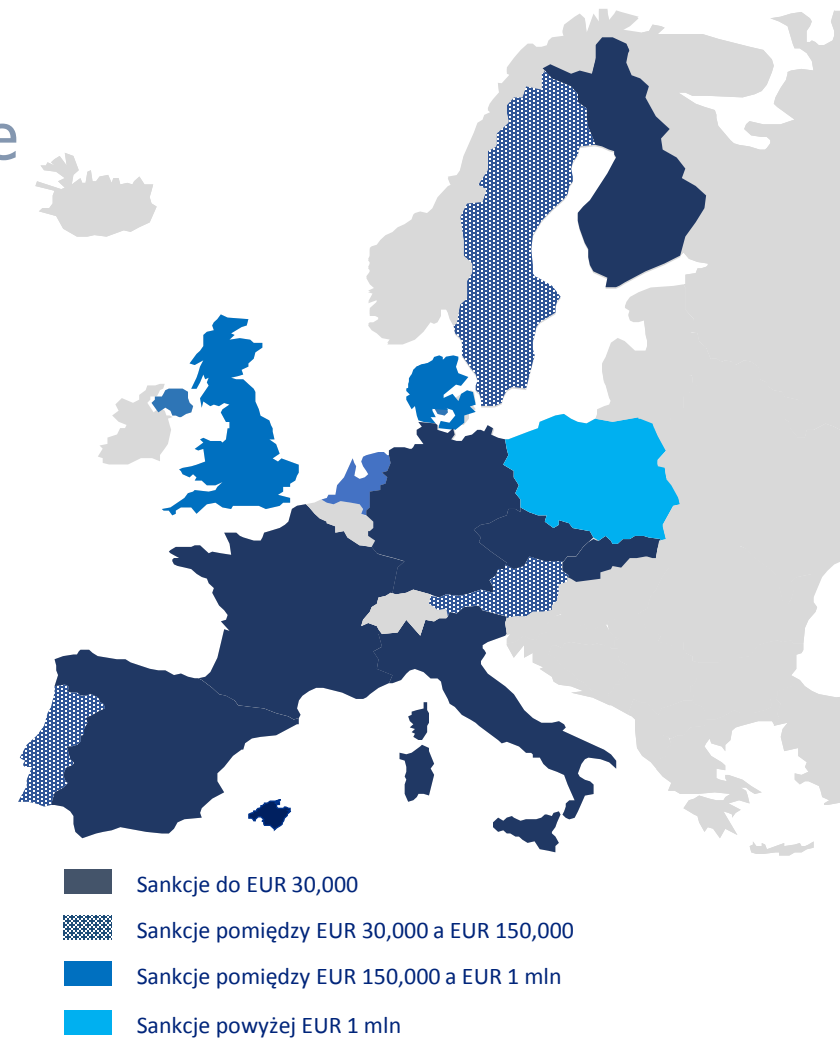 Sankcje do EUR 30,000
Sankcje pomiędzy EUR 30,000 a EUR 150,000
Sankcje pomiędzy EUR 150,000 a EUR 1 mln
Sankcje powyżej EUR 1 mln